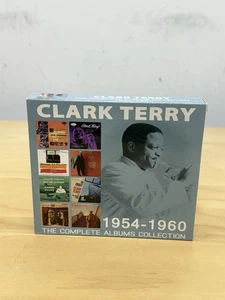 CLARK TERRY
1954-1960
THE COMPLETE ALBUMS COLLECTION